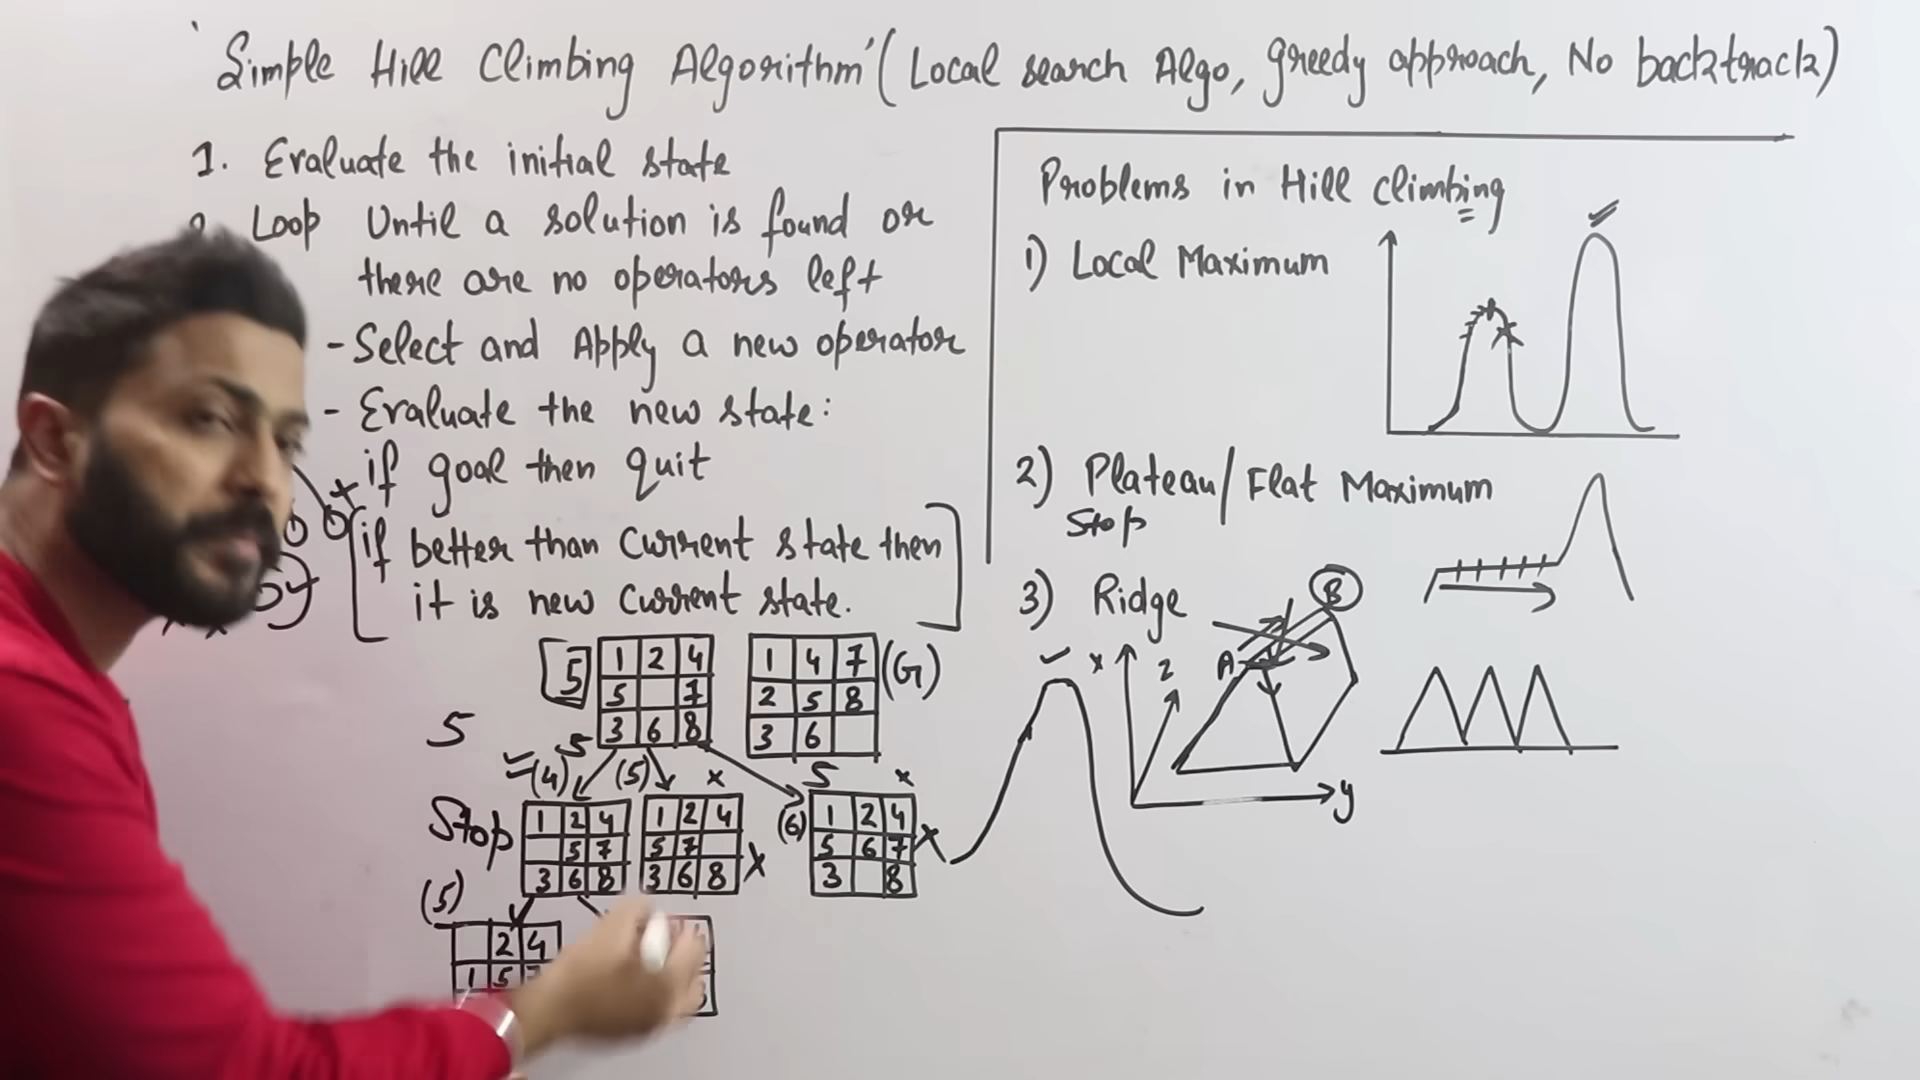 'Simple Hill Climbing Algorithm' (Local search Algo, greedy approach, No backtrack)
1. Evaluate the initial state
Loop Until a solution is found or
there are no operators left
- Select and Apply a new operator
- Evaluate the new state:
if goal then quit
[if better than current state then
it is new current state.]
5
1 2 4
5 7
3 6 8
1 4 7
2 5 8
3 6
(G)
5
5
(4)
(5)
x
5
x
(6)
Stop
1 2 4
5 7
3 6 8
1 2 4
5 7
3 6 8
x
1 2 4
5 6 7
3 8
x
(5)
2 4
1 5
Problems in Hill climbing
1) Local Maximum
2) Plateau/Flat Maximum
Stop
3) Ridge
A
B
x
z
y